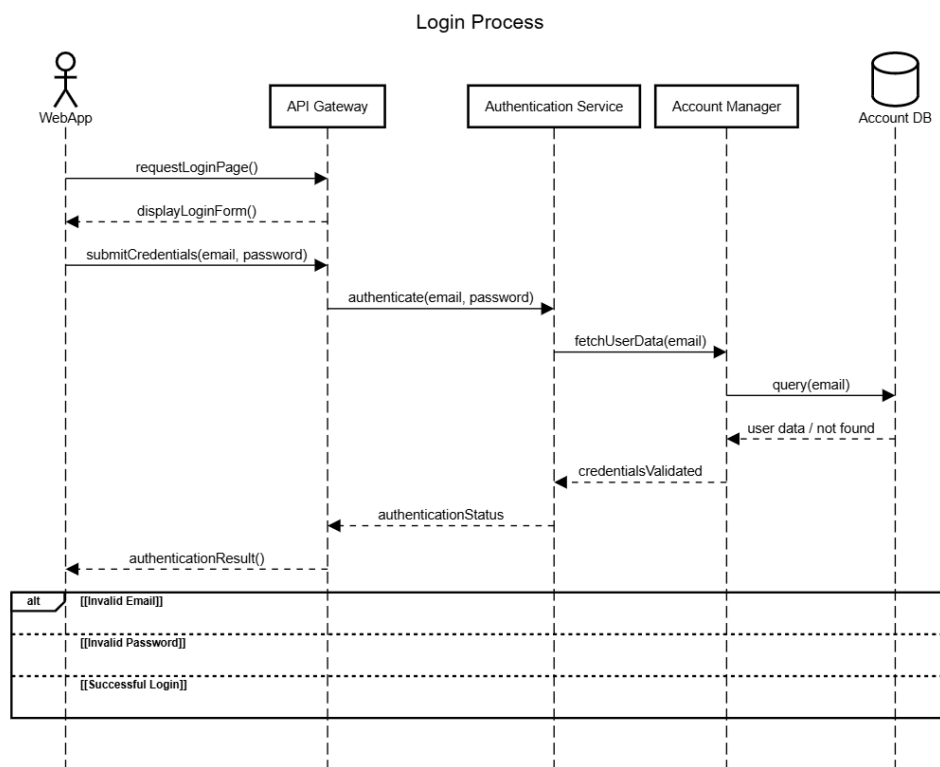 Login Process
WebApp
API Gateway
Authentication Service
Account Manager
Account DB
requestLoginPage()
displayLoginForm()
submitCredentials(email, password)
authenticate(email, password)
fetchUserData(email)
query(email)
user data / not found
credentialsValidated
authenticationStatus
authenticationResult()
alt
[[Invalid Email]]
[[Invalid Password]]
[[Successful Login]]